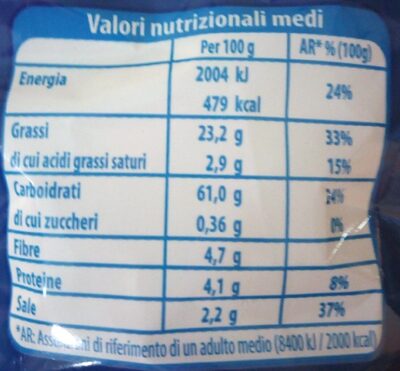 Valori nutrizionali medi
Per 100 g AR* % (100g)
Energia 2004 kJ
479 kcal 24%
Grassi 23,2 g 33%
di cui acidi grassi saturi 2,9 g 15%
Carboidrati 61,0 g
di cui zuccheri 0,36 g 0%
Fibre 4,7 g
Proteine 4,1 g 8%
Sale 2,2 g 37%
*AR: Assunzioni di riferimento di un adulto medio (8400 kJ / 2000 kcal)